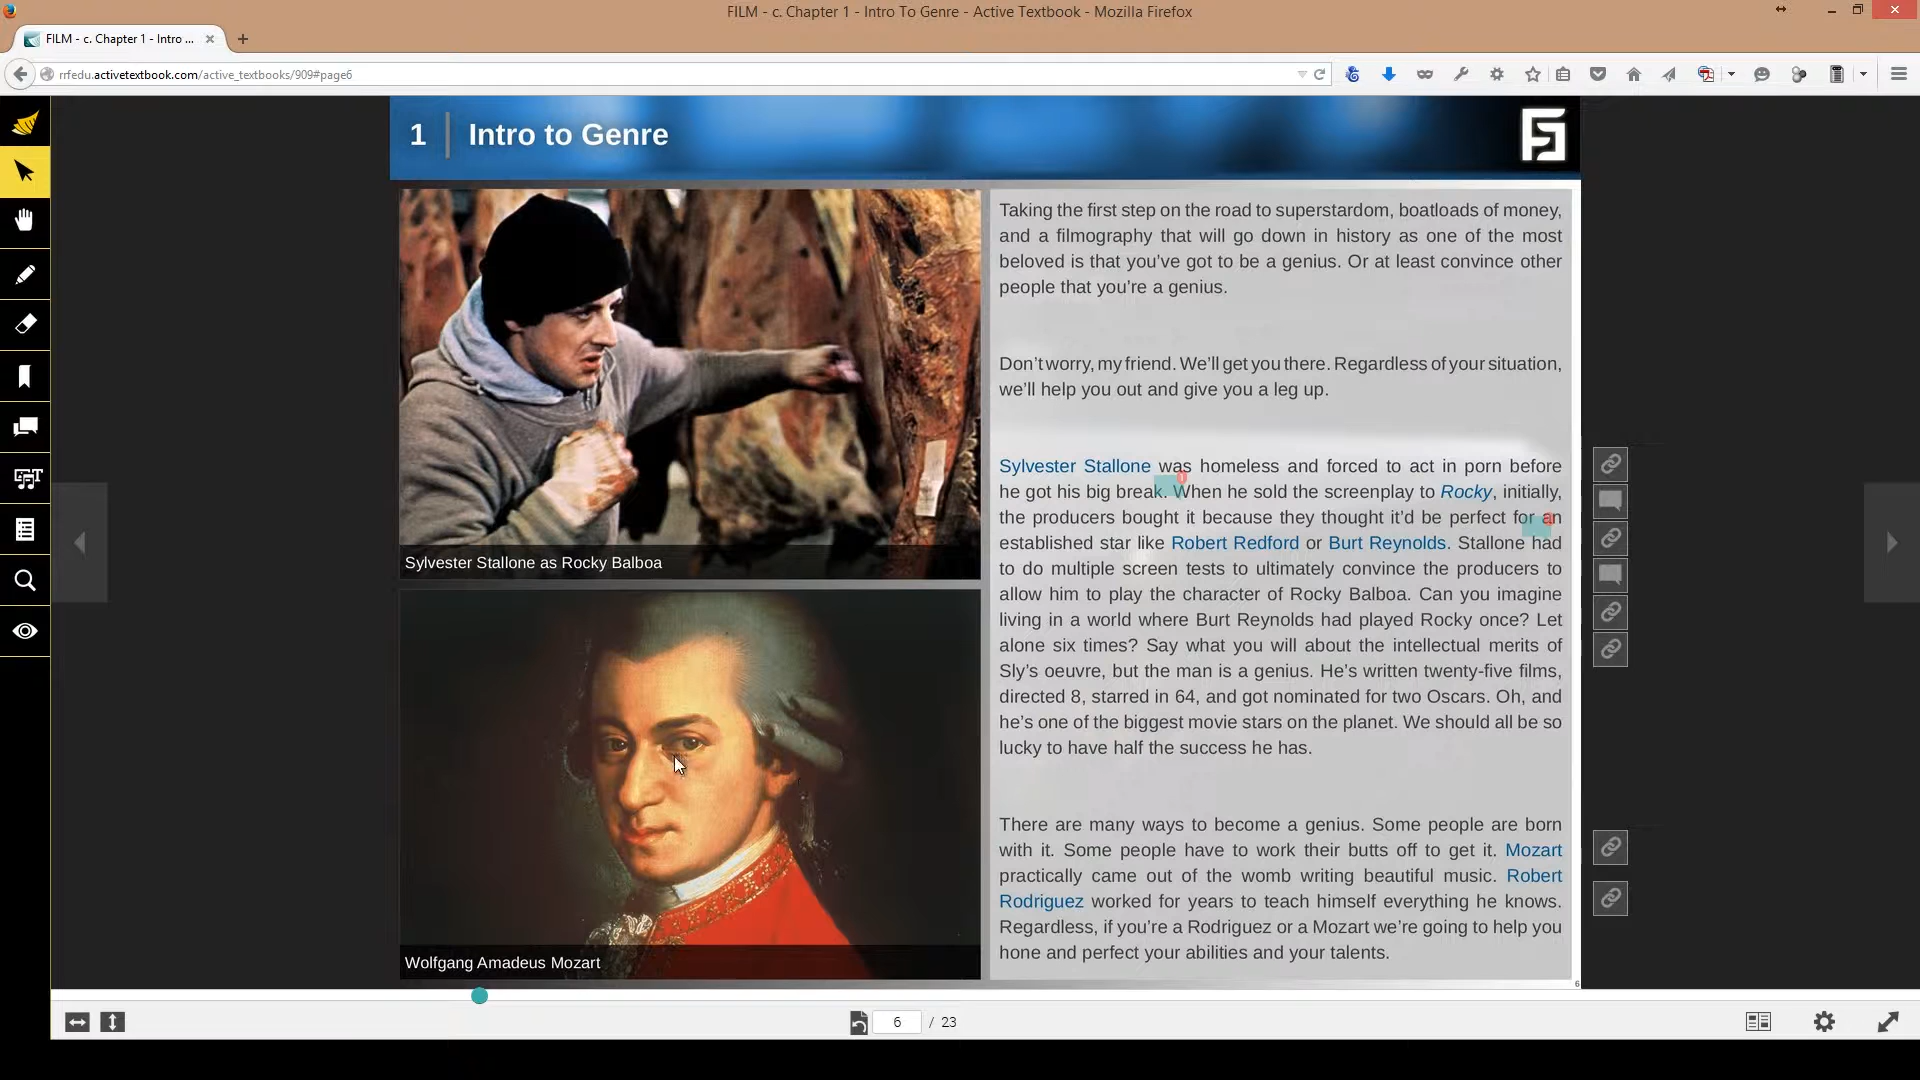 FILM - c. Chapter 1 - Intro To Genre - Active Textbook - Mozilla Firefox
FILM - c. Chapter 1 - Intro ...
rrfedu.activetextbook.com/active_textbooks/909#page6
1 Intro to Genre
Sylvester Stallone as Rocky Balboa
Wolfgang Amadeus Mozart
Taking the first step on the road to superstardom, boatloads of money,
and a filmography that will go down in history as one of the most
beloved is that you've got to be a genius. Or at least convince other
people that you're a genius.
Don't worry, my friend. We'll get you there. Regardless of your situation,
we'll help you out and give you a leg up.
Sylvester Stallone was homeless and forced to act in porn before
he got his big break. When he sold the screenplay to Rocky, initially,
the producers bought it because they thought it'd be perfect for an
established star like Robert Redford or Burt Reynolds. Stallone had
to do multiple screen tests to ultimately convince the producers to
allow him to play the character of Rocky Balboa. Can you imagine
living in a world where Burt Reynolds had played Rocky once? Let
alone six times? Say what you will about the intellectual merits of
Sly's oeuvre, but the man is a genius. He's written twenty-five films,
directed 8, starred in 64, and got nominated for two Oscars. Oh, and
he's one of the biggest movie stars on the planet. We should all be so
lucky to have half the success he has.
There are many ways to become a genius. Some people are born
with it. Some people have to work their butts off to get it. Mozart
practically came out of the womb writing beautiful music. Robert
Rodriguez worked for years to teach himself everything he knows.
Regardless, if you're a Rodriguez or a Mozart we're going to help you
hone and perfect your abilities and your talents.
6
6 / 23